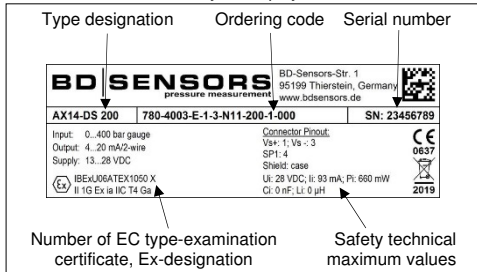 Type designation Ordering code Serial number
BD|SENSORS
pressure measurement
BD-Sensors-Str. 1
95199 Thierstein, Germany
www.bdsensors.de
AX14-DS 200 780-4003-E-1-3-N11-200-1-000 SN: 23456789
Input: 0...400 bar gauge
Output: 4...20 mA/2-wire
Supply: 13...28 VDC
IBExU06ATEX1050 X
II 1G Ex ia IIC T4 Ga
Ex
Connector Pinout:
Vs+: 1; Vs -: 3
SP1: 4
Shield: case
Ui: 28 VDC; Ii: 93 mA; Pi: 660 mW
Ci: 0 nF; Li: 0 µH
CE
0637
2019
Number of EC type-examination
certificate, Ex-designation
Safety technical
maximum values